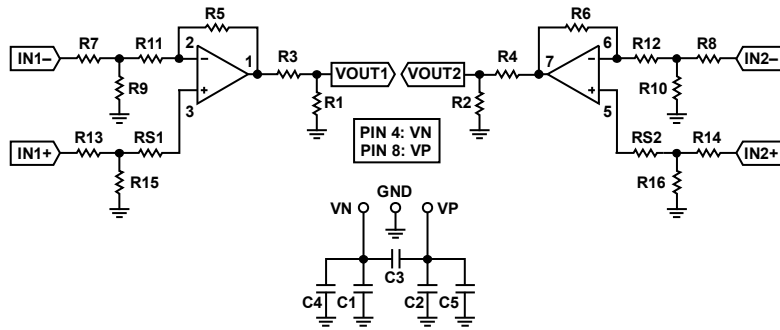 R5
R6
IN1–
R7
R11
2
–
1
R3
VOUT1
VOUT2
R4
7
6
–
R12
R8
IN2–
R9
+
3
R1
R2
+
5
R10
PIN 4: VN
PIN 8: VP
IN1+
R13
RS1
RS2
R14
IN2+
R15
R16
VN
GND
VP
C3
C4
C1
C2
C5